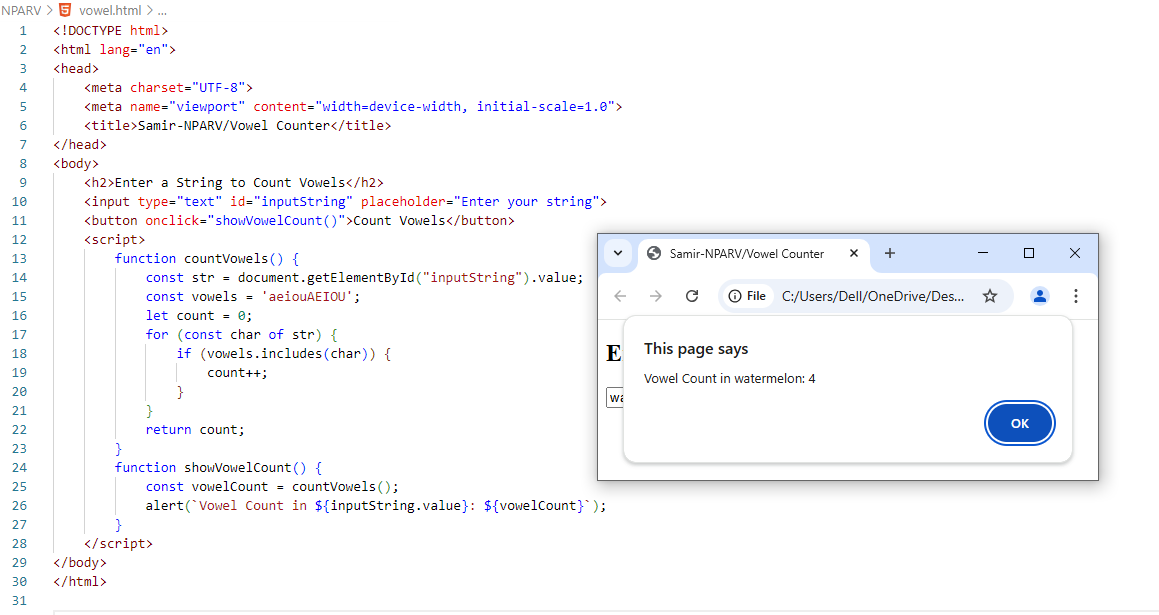 NPARV > vowel.html > ...
1 <!DOCTYPE html>
2 <html lang="en">
3 <head>
4     <meta charset="UTF-8">
5     <meta name="viewport" content="width=device-width, initial-scale=1.0">
6     <title>Samir-NPARV/Vowel Counter</title>
7 </head>
8 <body>
9     <h2>Enter a String to Count Vowels</h2>
10     <input type="text" id="inputString" placeholder="Enter your string">
11     <button onclick="showVowelCount()">Count Vowels</button>
12     <script>
13         function countVowels() {
14             const str = document.getElementById("inputString").value;
15             const vowels = 'aeiouAEIOU';
16             let count = 0;
17             for (const char of str) {
18                 if (vowels.includes(char)) {
19                     count++;
20                 }
21             }
22             return count;
23         }
24         function showVowelCount() {
25             const vowelCount = countVowels();
26             alert(`Vowel Count in ${inputString.value}: ${vowelCount}`);
27         }
28     </script>
29 </body>
30 </html>
31
Samir-NPARV/Vowel Counter
File C:/Users/Dell/OneDrive/Des...
E
wa
This page says
Vowel Count in watermelon: 4
OK